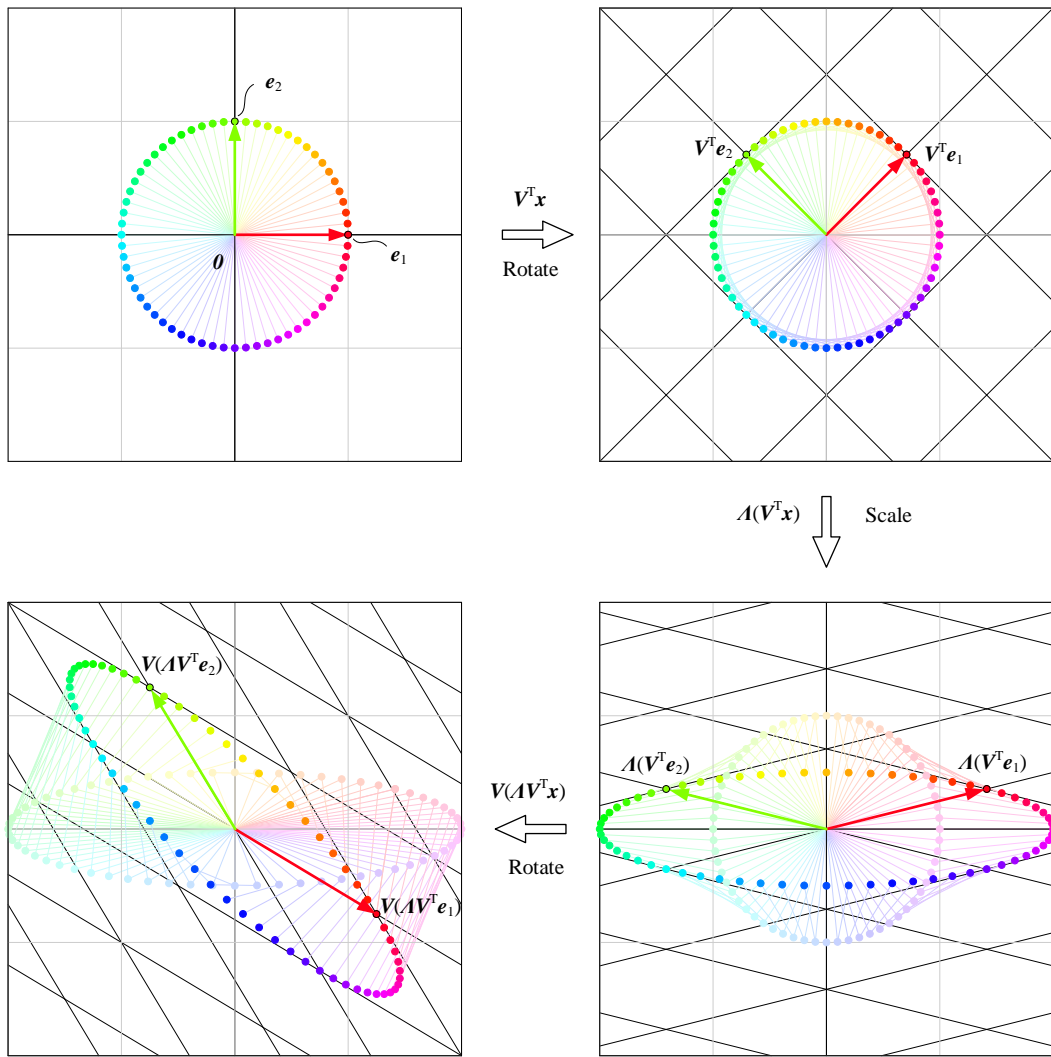 e₂
0
e₁
Vᵀx
Rotate
Vᵀe₂
Vᵀe₁
Λ(Vᵀx)
Scale
V(ΛVᵀe₂)
V(ΛVᵀe₁)
V(ΛVᵀx)
Rotate
Λ(Vᵀe₂)
Λ(Vᵀe₁)